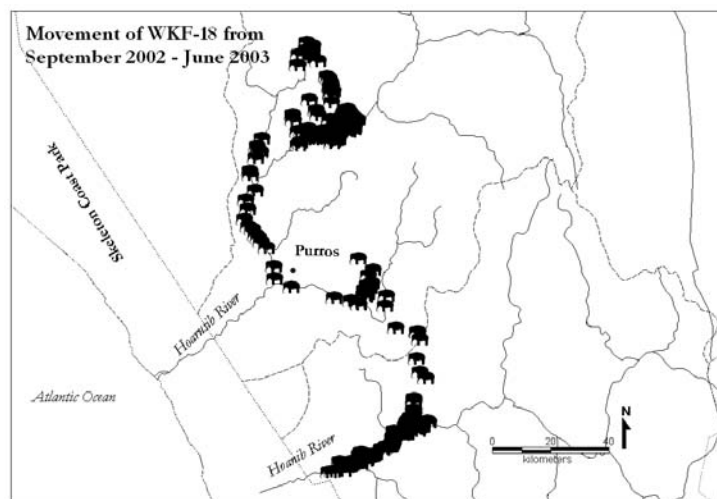 Movement of WKF-18 from
September 2002 - June 2003
Skeleton Coast Park
Purros
Hoarusib River
Atlantic Ocean
Hoanib River
N
0 20 40
kilometers